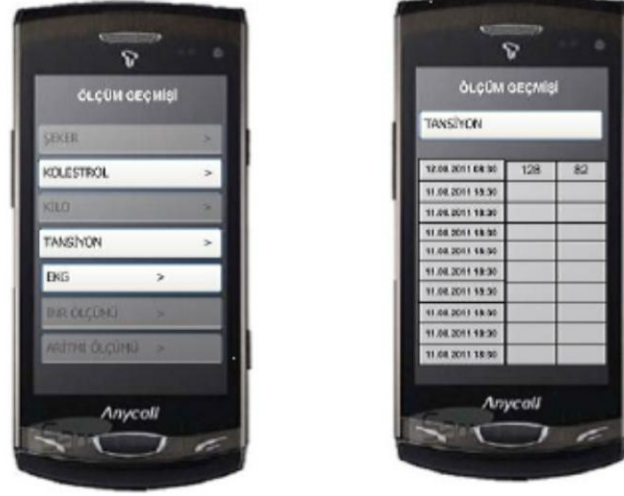 ÖLÇÜM GEÇMİŞİ
ŞEKER >
KOLESTROL >
KİLO >
TANSİYON >
EKG >
INR ÖLÇÜMÜ >
ARİTMİ ÖLÇÜMÜ >
Anycall
ÖLÇÜM GEÇMİŞİ
TANSİYON
12.08.2011 08:30 128 82
11.08.2011 18:30
11.08.2011 18:30
11.08.2011 18:30
11.08.2011 18:30
11.08.2011 18:30
11.08.2011 18:30
11.08.2011 18:30
11.08.2011 18:30
11.08.2011 18:30
Anycall